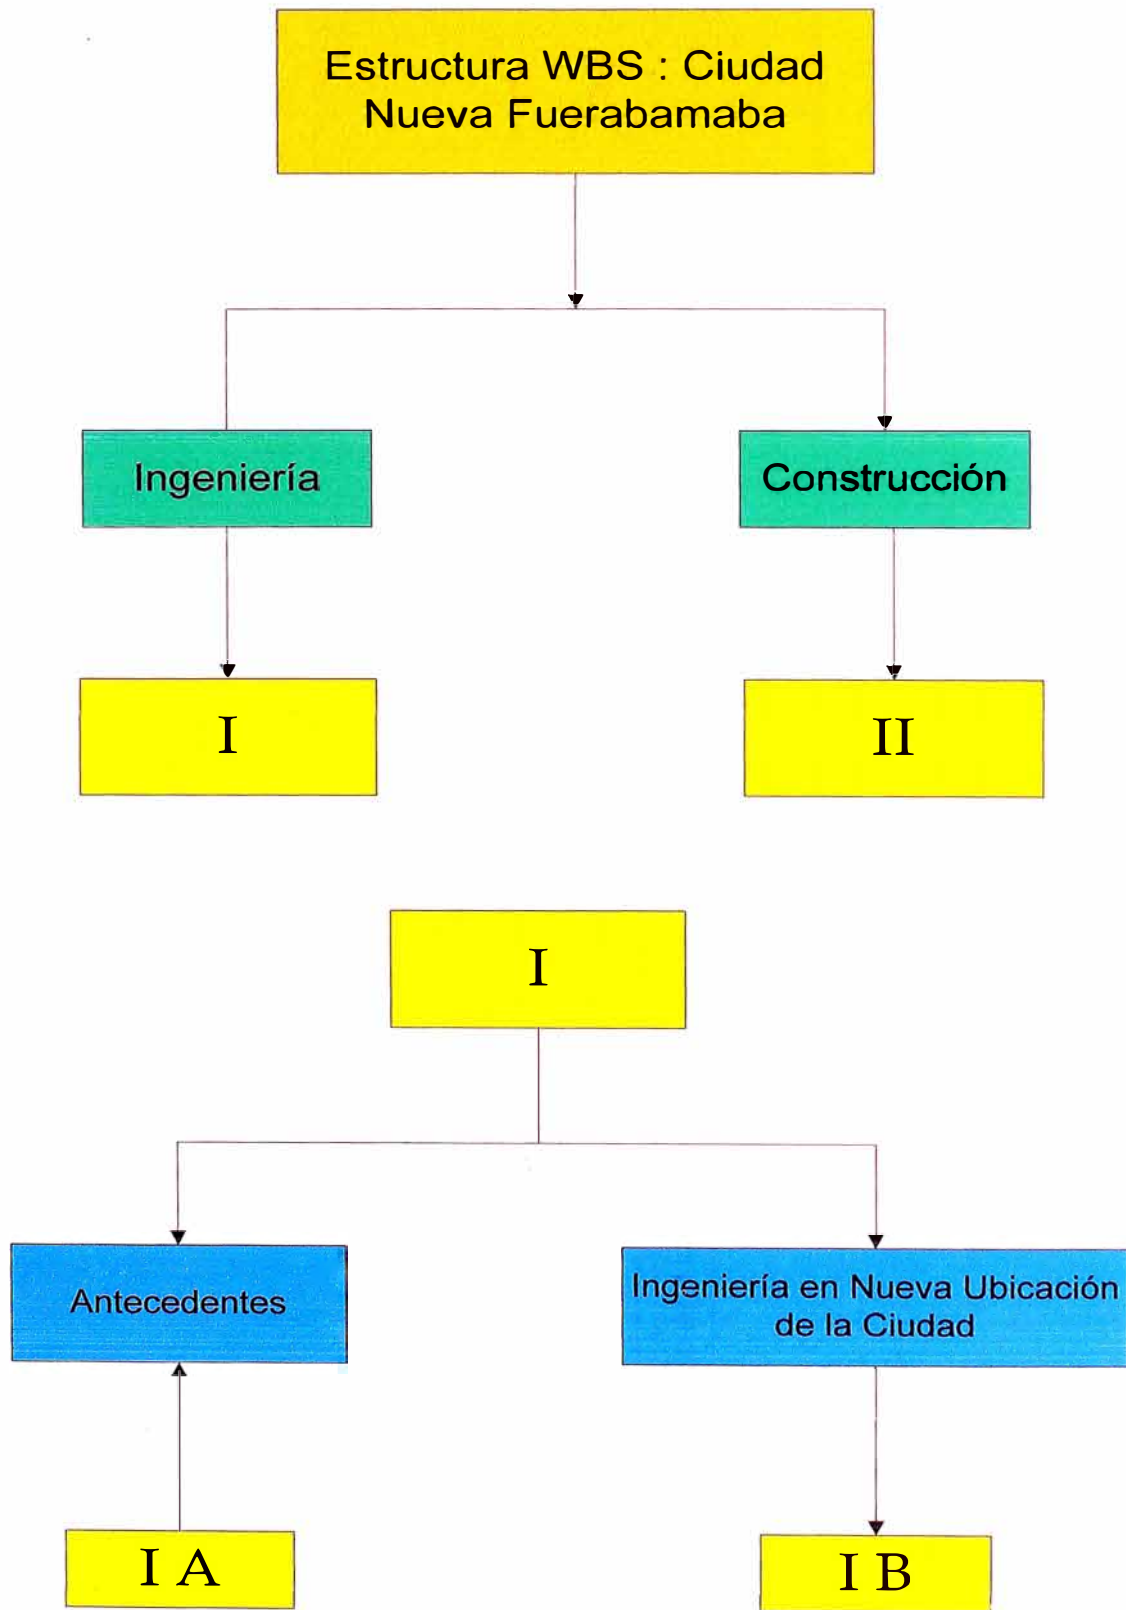 Estructura WBS : Ciudad
Nueva Fuerabamaba
Ingeniería
Construcción
I
II
I
Antecedentes
Ingeniería en Nueva Ubicación
de la Ciudad
I A
I B